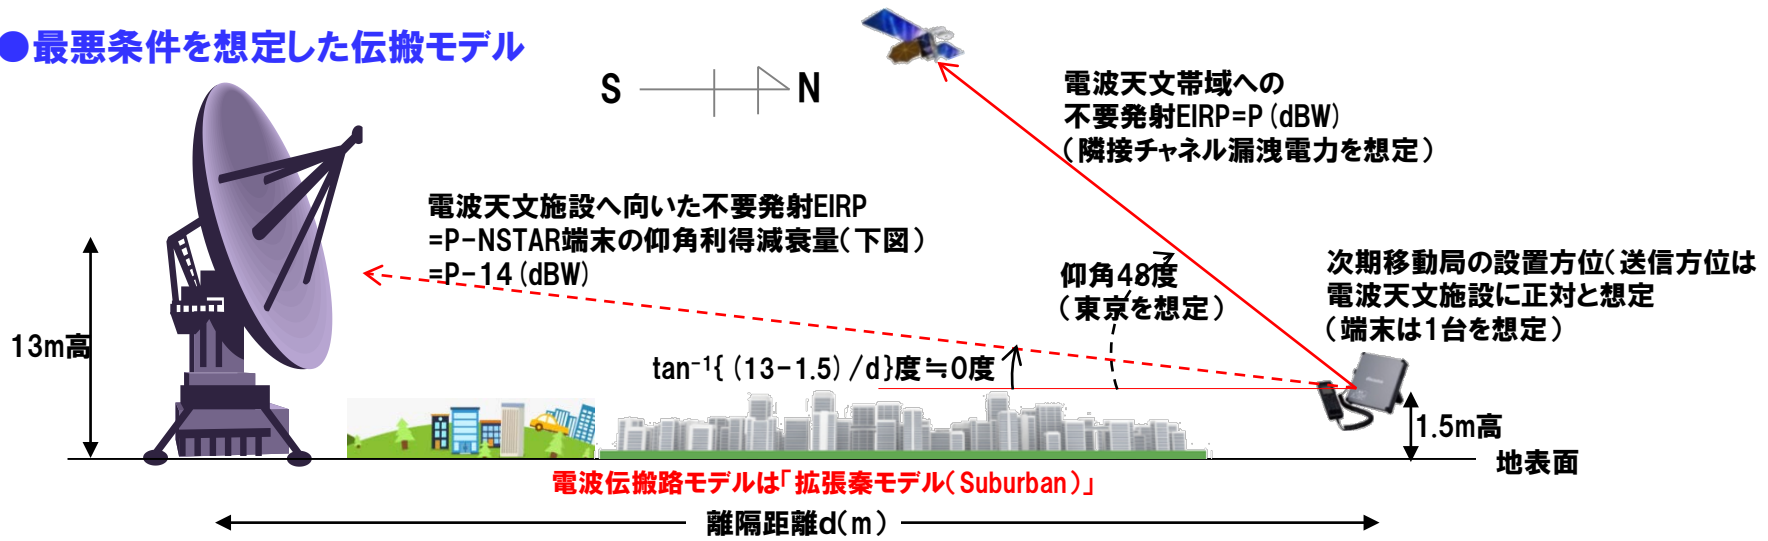 ●最悪条件を想定した伝搬モデル
S
N
電波天文帯域への
不要発射EIRP=P(dBW)
(隣接チャネル漏洩電力を想定)
電波天文施設へ向いた不要発射EIRP
=P-NSTAR端末の仰角利得減衰量(下図)
=P-14(dBW)
仰角48度
(東京を想定)
次期移動局の設置方位(送信方位は
電波天文施設に正対と想定
(端末は1台を想定)
13m高
tan⁻¹{(13-1.5)/d}度≒0度
1.5m高
地表面
電波伝搬路モデルは「拡張秦モデル(Suburban)」
離隔距離d(m)